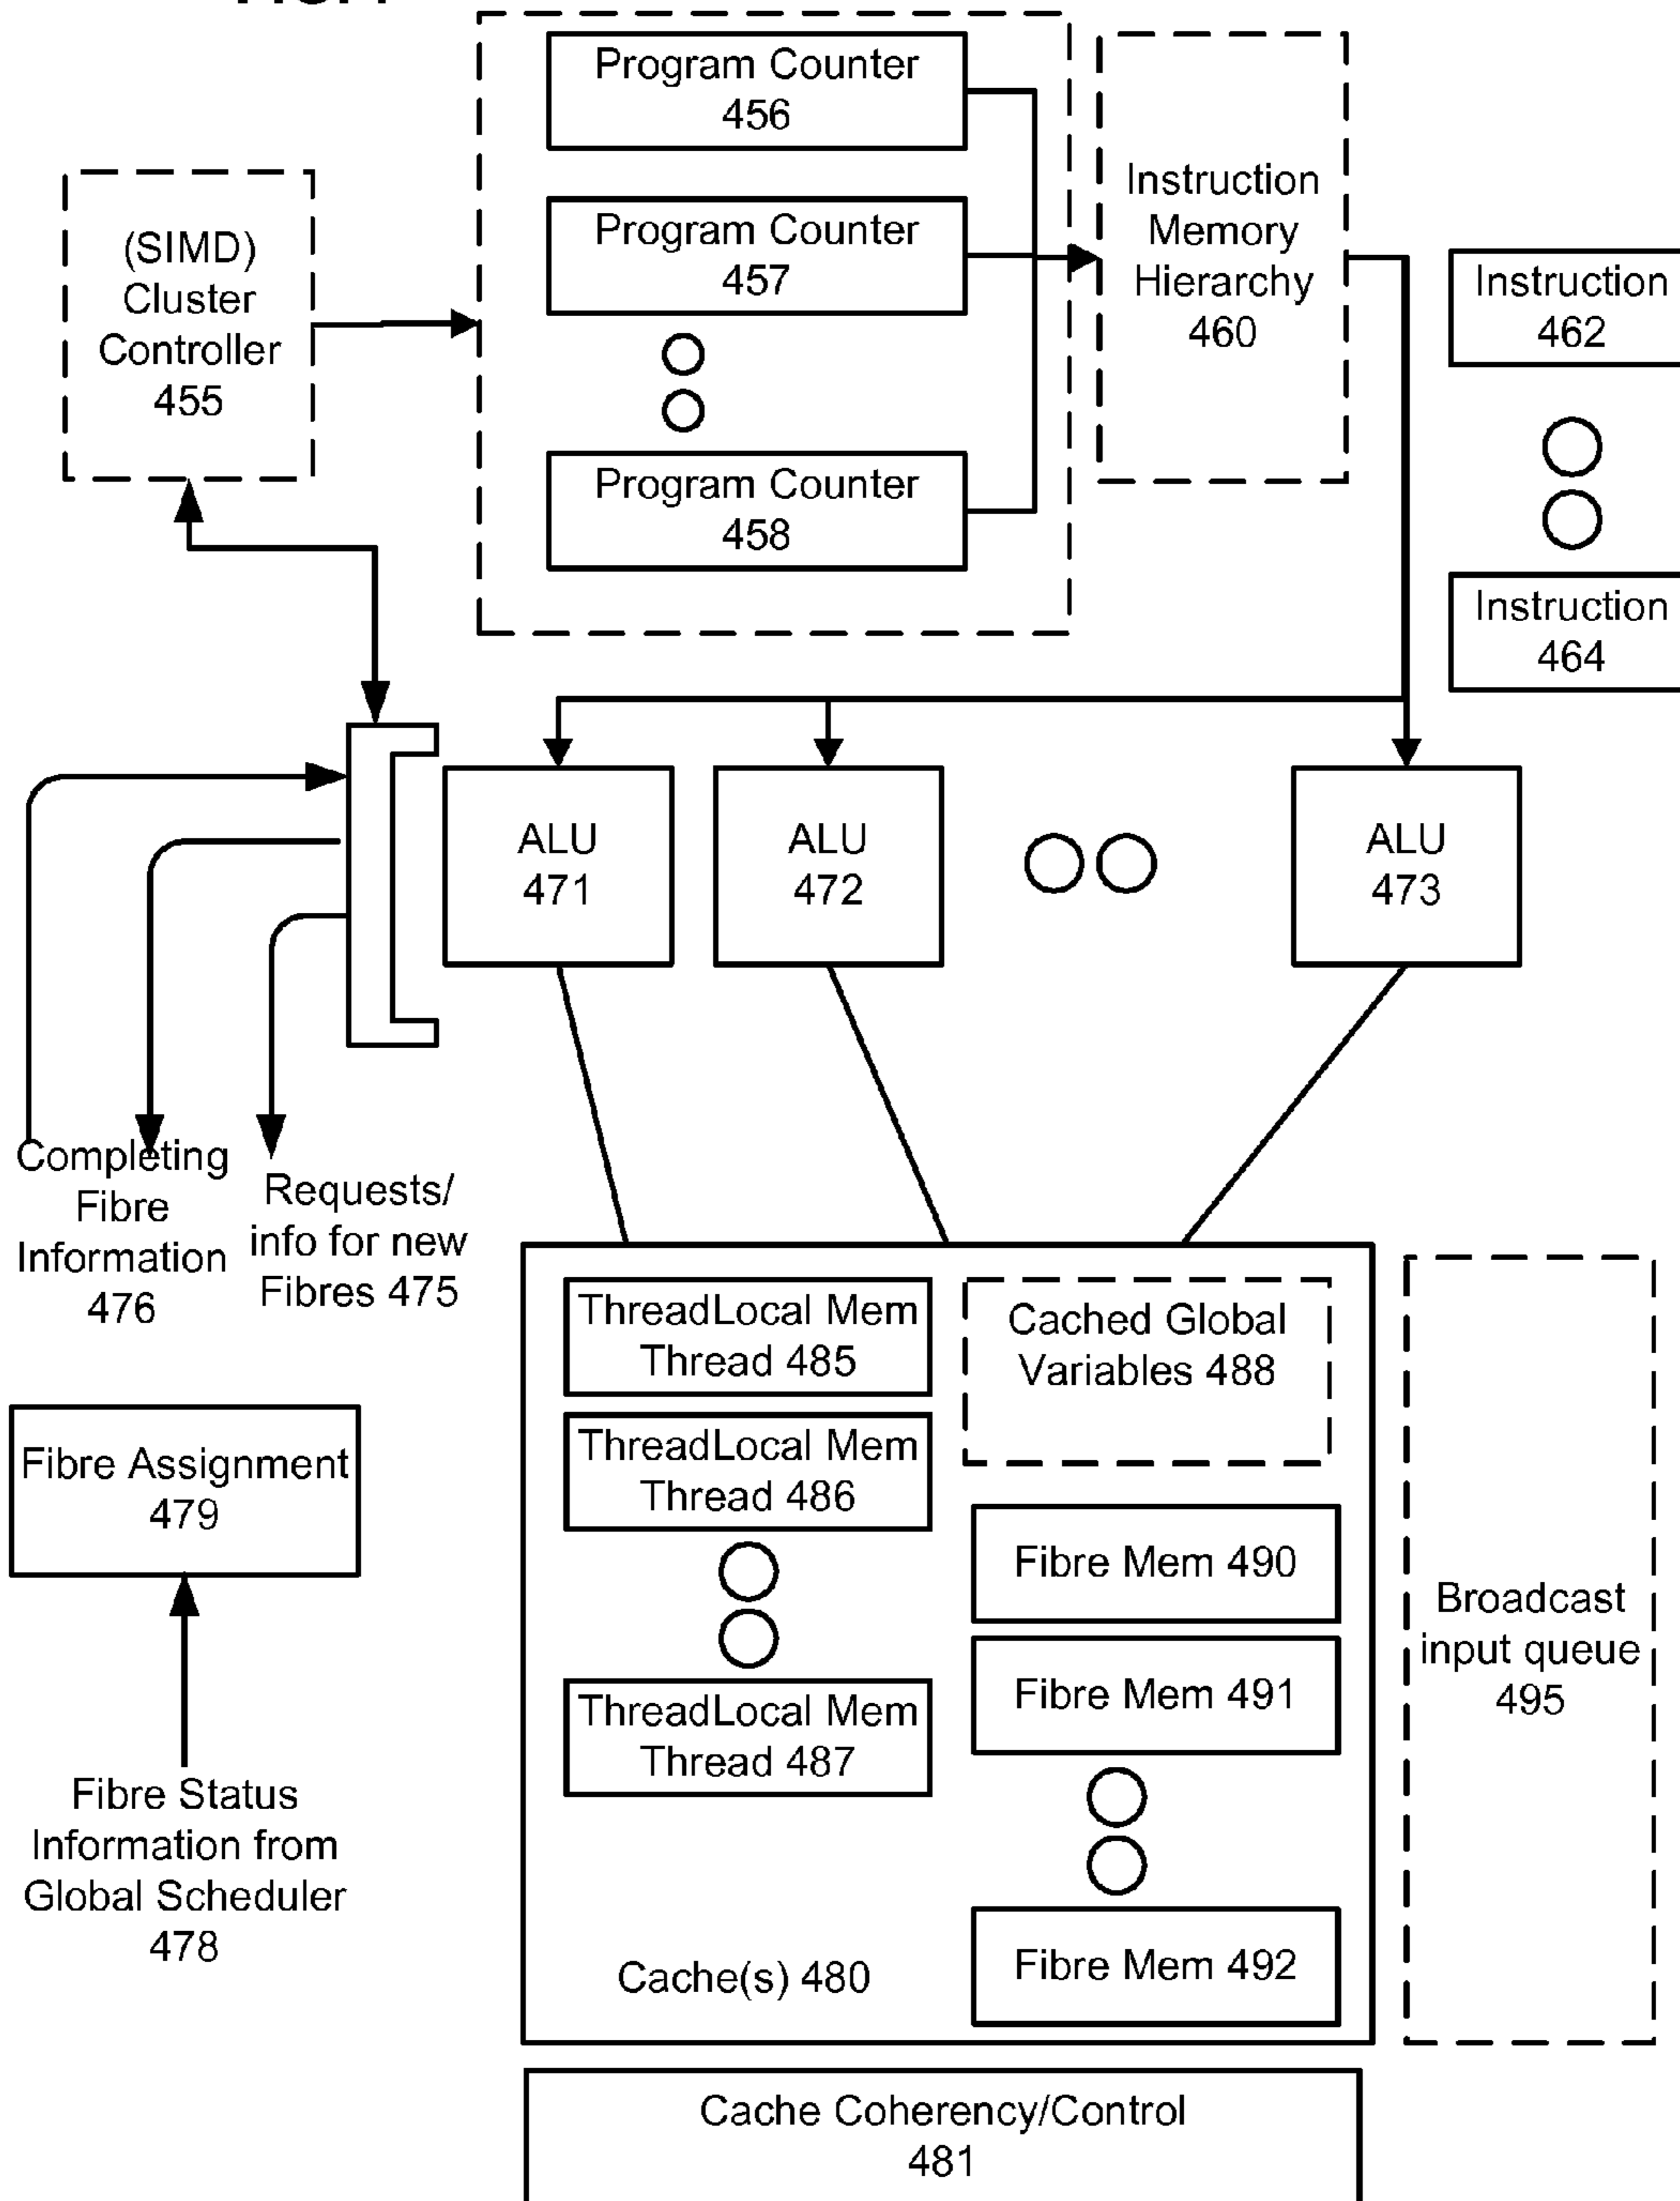 Program Counter
456
Program Counter
457
Program Counter
458
(SIMD)
Cluster
Controller
455
Instruction
Memory
Hierarchy
460
Instruction
462
Instruction
464
ALU
471
ALU
472
ALU
473
Completing
Fibre
Information
476
Requests/
info for new
Fibres 475
Fibre Assignment
479
Fibre Status
Information from
Global Scheduler
478
ThreadLocal Mem
Thread 485
ThreadLocal Mem
Thread 486
ThreadLocal Mem
Thread 487
Cached Global
Variables 488
Fibre Mem 490
Fibre Mem 491
Fibre Mem 492
Cache(s) 480
Broadcast
input queue
495
Cache Coherency/Control
481